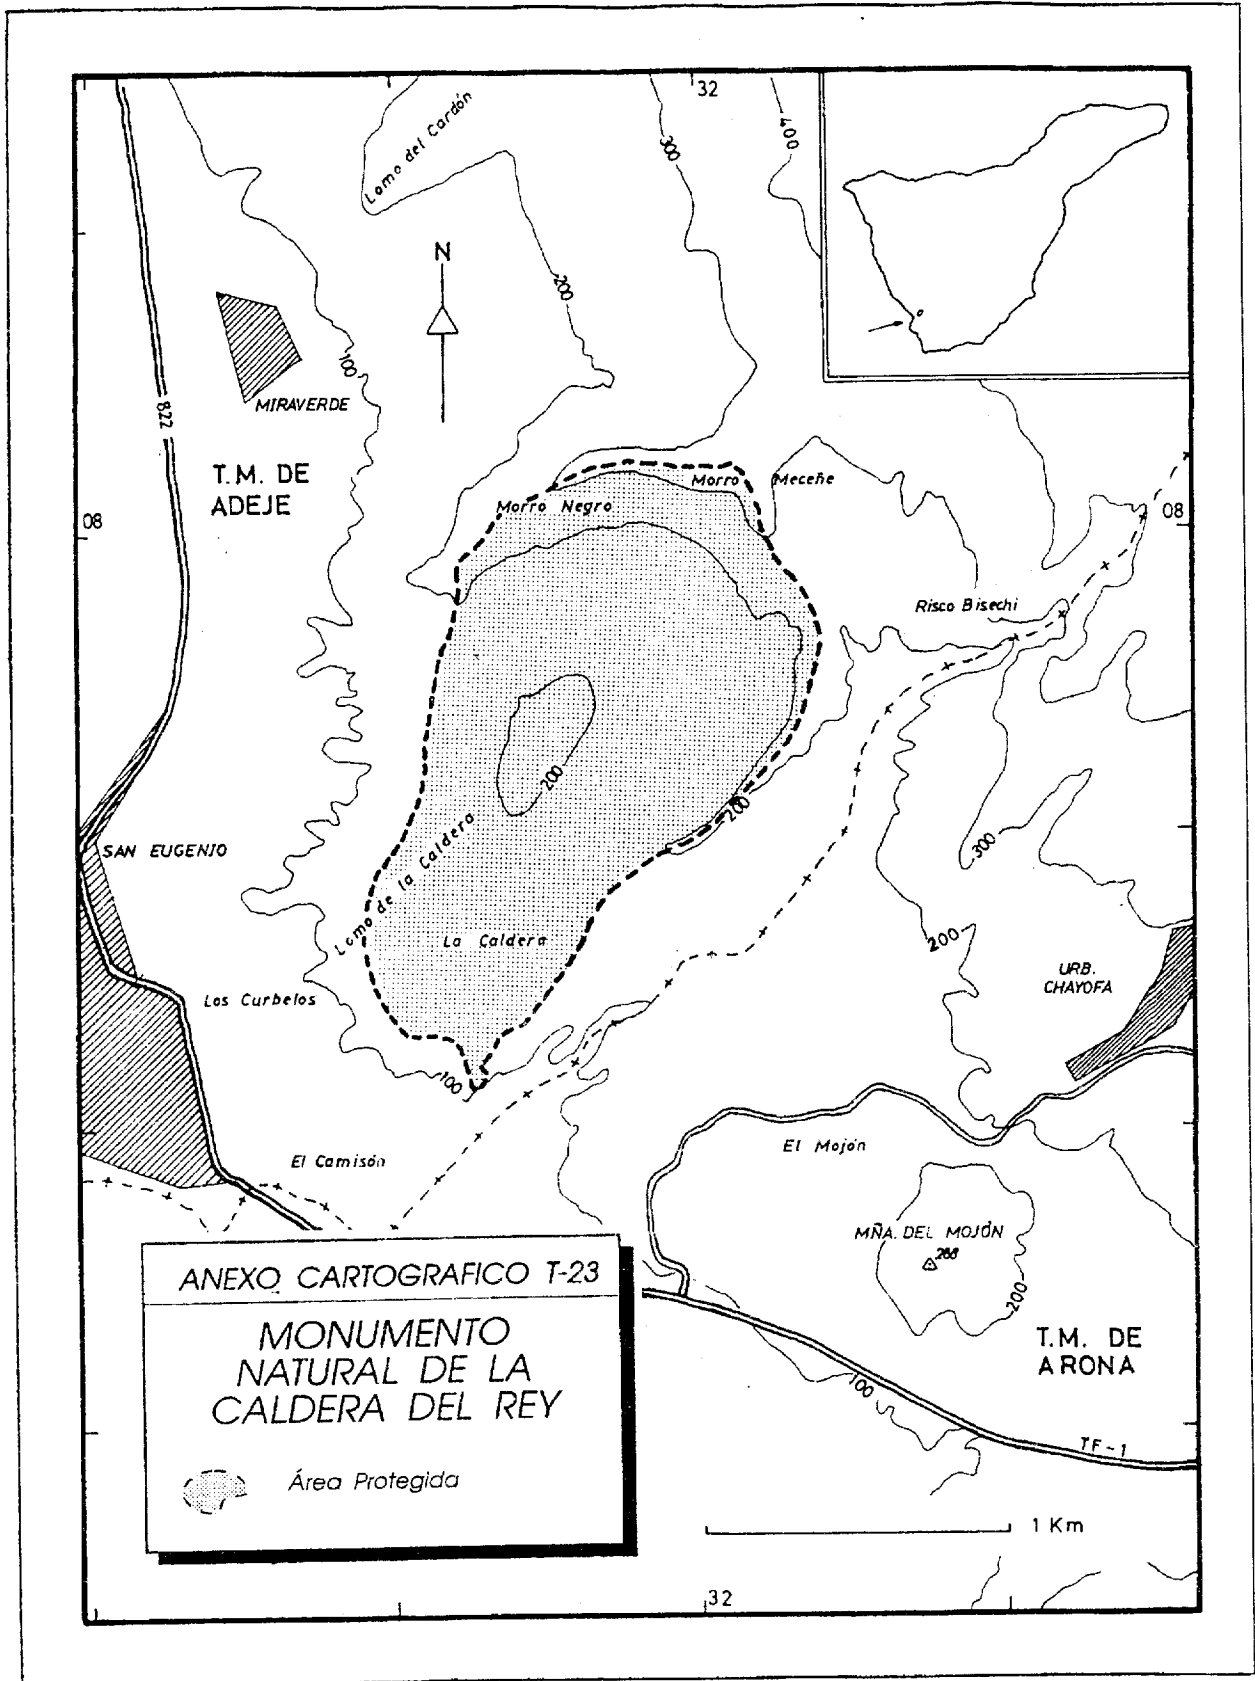 32
Lomo del Cardón
300
400
N
200
100
MIRAVERDE
822
T.M. DE
ADEJE
08
Morro Negro
Morro Meceñe
08
Risco Bisechi
200
200
Lomo de la Caldera
La Caldera
SAN EUGENIO
Los Curbelos
300
200
URB.
CHAYOFA
100
El Camisón
El Mojón
MÑA. DEL MOJÓN
200
T.M. DE
ARONA
100
TF-1
ANEXO CARTOGRAFICO T-23
MONUMENTO
NATURAL DE LA
CALDERA DEL REY
Área Protegida
1 Km
32